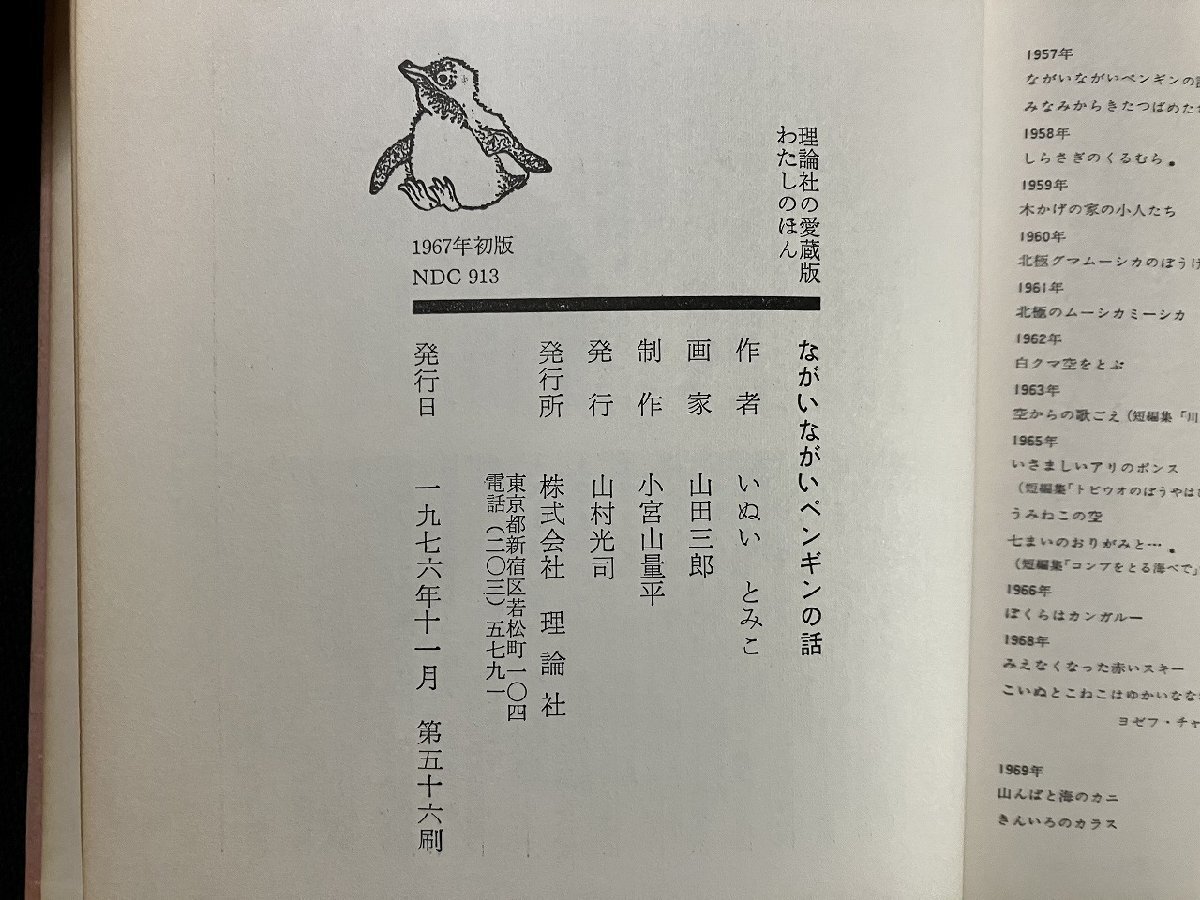 理論社の愛蔵版
わたしのほん
1967年初版
NDC 913
ながいながいペンギンの話
作者 いぬい とみこ
画家 山田三郎
制作 小宮山量平
発行 山村光司
発行所 株式会社 理論社
東京都新宿区若松町一〇四
電話(二〇三)五七九一
発行日 一九七六年十一月 第五十六刷
1957年
ながいながいペンギンの話
みなみからきたつばめた
1958年
しらさぎのくるむら。
1959年
木かげの家の小人たち
1960年
北極グマムーシカのぼうけ
1961年
北極のムーシカミーシカ
1962年
白クマ空をとぶ
1963年
空からの歌ごえ(短編集「川
1965年
いさましいアリのポンス
(短編集「トビウオのぼうやは
うみねこの空
七まいのおりがみと…。
(短編集「コンブをとる海べで」
1966年
ぼくらはカンガルー
1968年
みえなくなった赤いスキー
こいぬとこねこはゆかいなな
ヨゼフ・チャ
1969年
山んばと海のカニ
きんいろのカラス